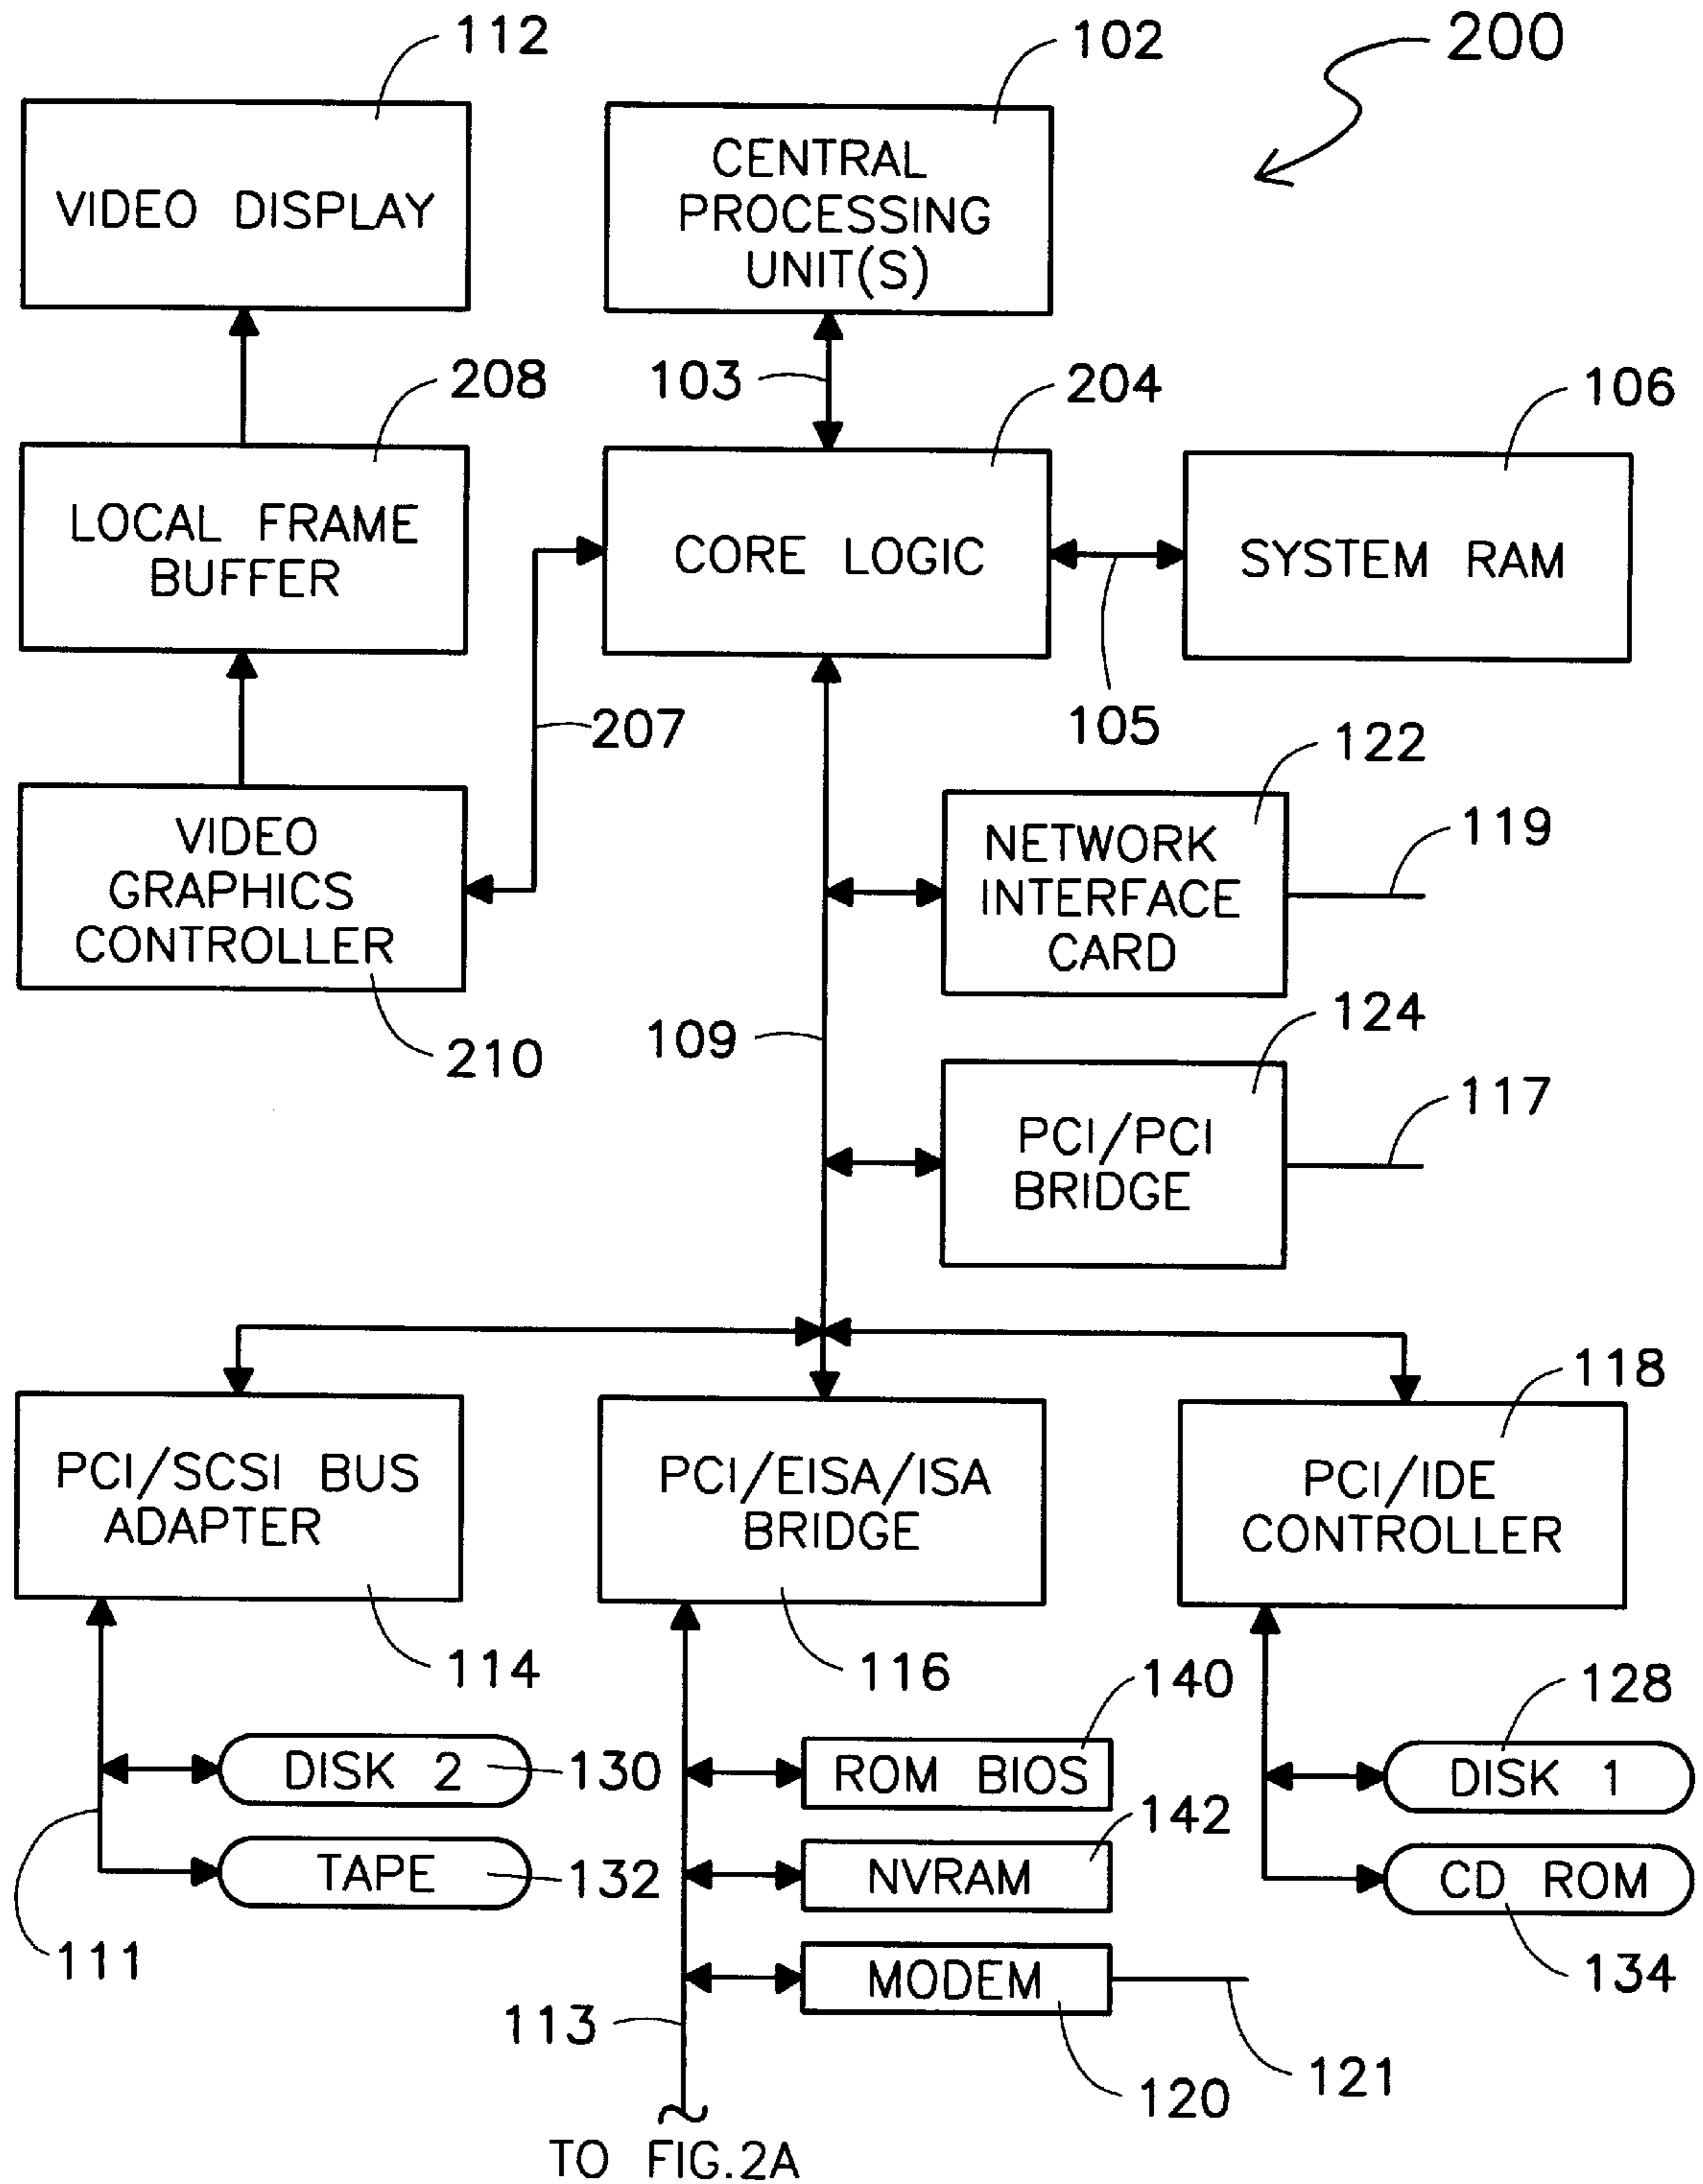 112
102
200
VIDEO DISPLAY
CENTRAL
PROCESSING
UNIT(S)
103
208
204
106
LOCAL FRAME
BUFFER
CORE LOGIC
SYSTEM RAM
207
105
122
VIDEO
GRAPHICS
CONTROLLER
NETWORK
INTERFACE
CARD
119
109
210
124
PCI/PCI
BRIDGE
117
118
PCI/SCSI BUS
ADAPTER
PCI/EISA/ISA
BRIDGE
PCI/IDE
CONTROLLER
114
116
140
128
DISK 2
130
ROM BIOS
DISK 1
142
TAPE
132
NVRAM
CD ROM
111
134
MODEM
113
120
121
TO FIG.2A